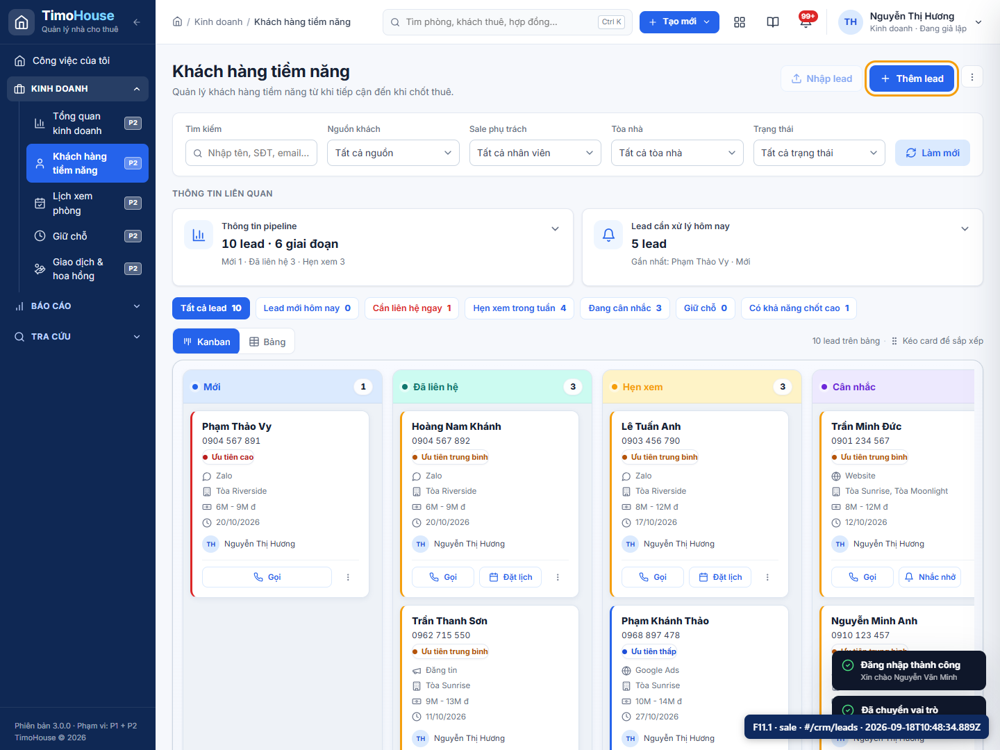 TimoHouse
Quản lý nhà cho thuê
Công việc của tôi
KINH DOANH
Tổng quan kinh doanh P2
Khách hàng tiềm năng P2
Lịch xem phòng P2
Giữ chỗ P2
Giao dịch & hoa hồng P2
BÁO CÁO
TRA CỨU
Phiên bản 3.0.0 · Phạm vi: P1 + P2
TimoHouse © 2026
/ Kinh doanh / Khách hàng tiềm năng
Tìm phòng, khách thuê, hợp đồng... Ctrl K
Tạo mới
99+
TH
Nguyễn Thị Hương
Kinh doanh · Đang giả lập
Khách hàng tiềm năng
Quản lý khách hàng tiềm năng từ khi tiếp cận đến khi chốt thuê.
Nhập lead
Thêm lead
Tìm kiếm
Nhập tên, SĐT, email...
Nguồn khách
Tất cả nguồn
Sale phụ trách
Tất cả nhân viên
Tòa nhà
Tất cả tòa nhà
Trạng thái
Tất cả trạng thái
Làm mới
THÔNG TIN LIÊN QUAN
Thông tin pipeline
10 lead · 6 giai đoạn
Mới 1 · Đã liên hệ 3 · Hẹn xem 3
Lead cần xử lý hôm nay
5 lead
Gần nhất: Phạm Thảo Vy · Mới
Tất cả lead 10
Lead mới hôm nay 0
Cần liên hệ ngay 1
Hẹn xem trong tuần 4
Đang cân nhắc 3
Giữ chỗ 0
Có khả năng chốt cao 1
Kanban
Bảng
10 lead trên bảng · Kéo card để sắp xếp
Mới 1
Phạm Thảo Vy
0904 567 891
Ưu tiên cao
Zalo
Tòa Riverside
6M - 9M đ
20/10/2026
TH Nguyễn Thị Hương
Gọi
Đã liên hệ 3
Hoàng Nam Khánh
0904 567 892
Ưu tiên trung bình
Zalo
Tòa Riverside
6M - 9M đ
20/10/2026
TH Nguyễn Thị Hương
Gọi Đặt lịch
Trần Thanh Sơn
0962 715 550
Ưu tiên trung bình
Đăng tin
Tòa Sunrise
9M - 13M đ
11/10/2026
TH Nguyễn Thị Hương
Hẹn xem 3
Lê Tuấn Anh
0903 456 790
Ưu tiên trung bình
Zalo
Tòa Riverside
8M - 12M đ
17/10/2026
TH Nguyễn Thị Hương
Gọi Đặt lịch
Phạm Khánh Thảo
0968 897 478
Ưu tiên thấp
Google Ads
Tòa Sunrise
10M - 14M đ
27/10/2026
TH Nguyễn Thị Hương
Cân nhắc
Trần Minh Đức
0901 234 567
Ưu tiên trung bình
Website
Tòa Sunrise, Tòa Moonlight
8M - 12M đ
12/10/2026
TH Nguyễn Thị Hương
Gọi Nhắc nhở
Nguyễn Minh Anh
0910 123 457
Đăng nhập thành công
Xin chào Nguyễn Văn Minh
Đã chuyển vai trò
F11.1 · sale · #/crm/leads · 2026-09-18T10:48:34.889Z